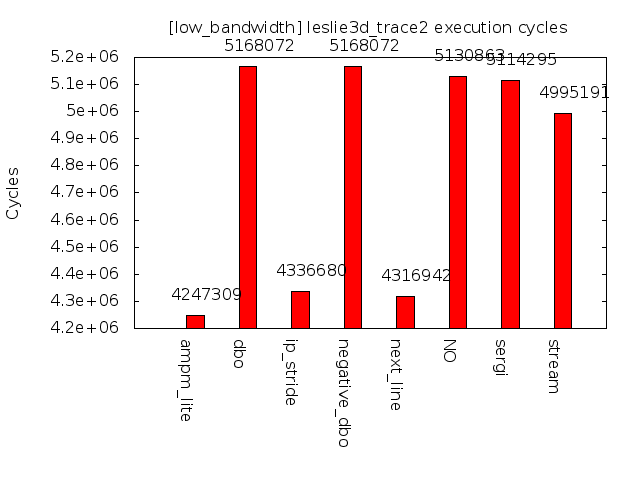 [low_bandwidth] leslie3d_trace2 execution cycles
5168072
5168072
5130863
5114295
4995191
4336680
4316942
4247309
5.2e+06
5.1e+06
5e+06
4.9e+06
4.8e+06
4.7e+06
4.6e+06
4.5e+06
4.4e+06
4.3e+06
4.2e+06
Cycles
ampm_lite
dbo
ip_stride
negative_dbo
next_line
NO
sergi
stream